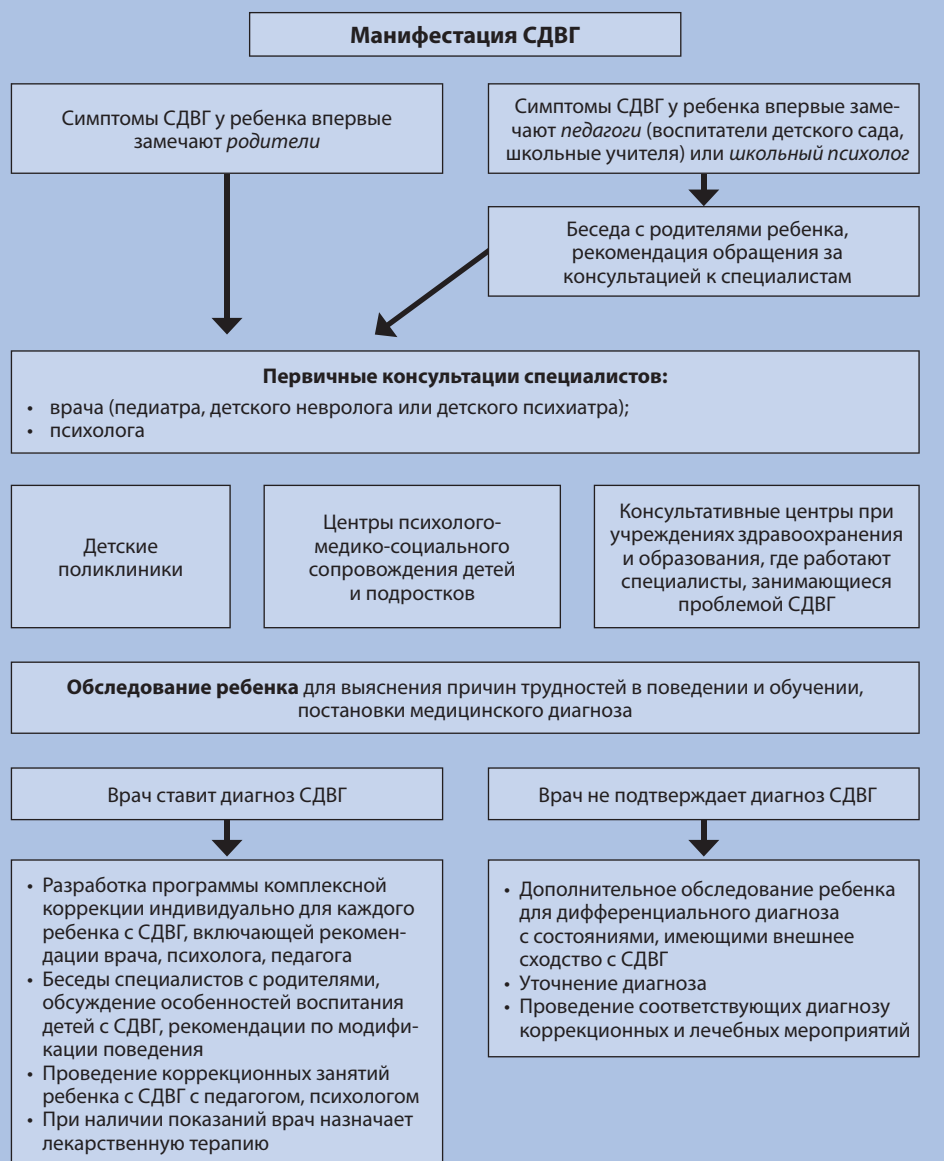 Манифестация СДВГ
Симптомы СДВГ у ребенка впервые
замечают родители
Симптомы СДВГ у ребенка впервые заме-
чают педагоги (воспитатели детского сада,
школьные учителя) или школьный психолог
Беседа с родителями ребенка,
рекомендация обращения за
консультацией к специалистам
Первичные консультации специалистов:
• врача (педиатра, детского невролога или детского психиатра);
• психолога
Детские
поликлиники
Центры психолого-
медико-социального
сопровождения детей
и подростков
Консультативные центры при
учреждениях здравоохранения
и образования, где работают
специалисты, занимающиеся
проблемой СДВГ
Обследование ребенка для выяснения причин трудностей в поведении и обучении,
постановки медицинского диагноза
Врач ставит диагноз СДВГ
• Разработка программы комплексной
коррекции индивидуально для каждого
ребенка с СДВГ, включающей рекомен-
дации врача, психолога, педагога
• Беседы специалистов с родителями,
обсуждение особенностей воспитания
детей с СДВГ, рекомендации по модифи-
кации поведения
• Проведение коррекционных занятий
ребенка с СДВГ с педагогом, психологом
• При наличии показаний врач назначает
лекарственную терапию
Врач не подтверждает диагноз СДВГ
• Дополнительное обследование ребенка
для дифференциального диагноза
с состояниями, имеющими внешнее
сходство с СДВГ
• Уточнение диагноза
• Проведение соответствующих диагнозу
коррекционных и лечебных мероприятий